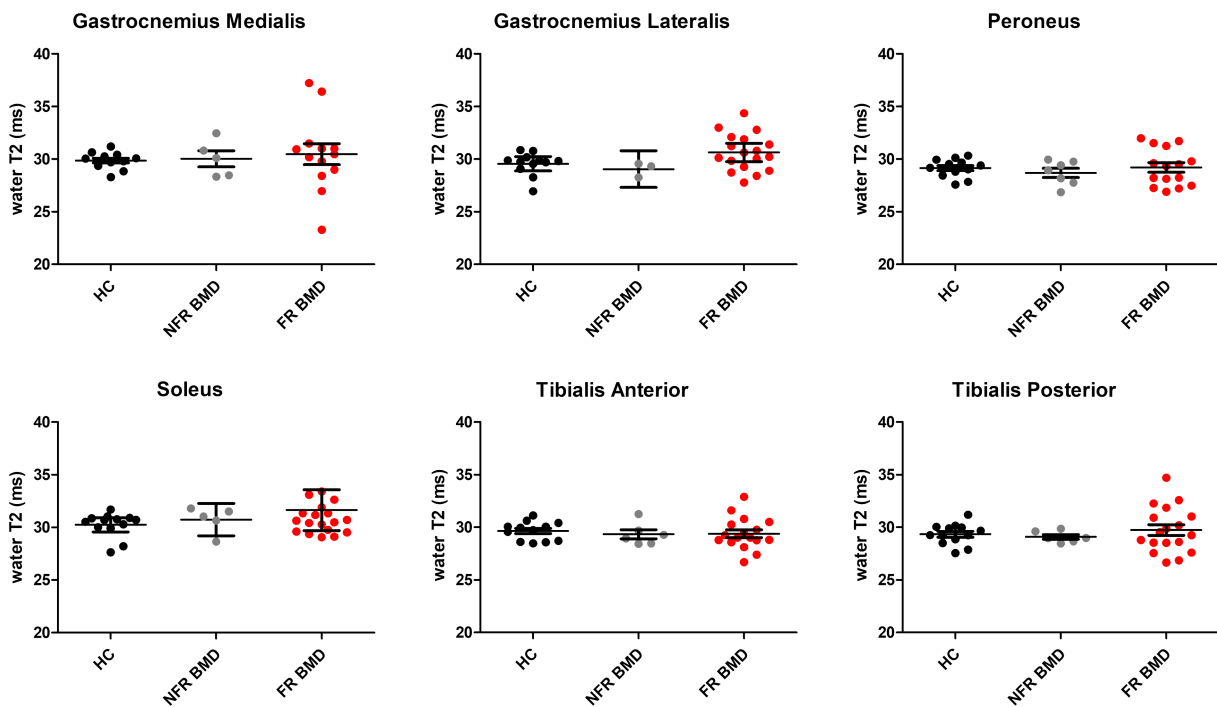 Gastrocnemius Medialis
40
35
30
25
20
water T2 (ms)
HC
NFR BMD
FR BMD
Gastrocnemius Lateralis
40
35
30
25
20
water T2 (ms)
HC
NFR BMD
FR BMD
Peroneus
40
35
30
25
20
water T2 (ms)
HC
NFR BMD
FR BMD
Soleus
40
35
30
25
20
water T2 (ms)
HC
NFR BMD
FR BMD
Tibialis Anterior
40
35
30
25
20
water T2 (ms)
HC
NFR BMD
FR BMD
Tibialis Posterior
40
35
30
25
20
water T2 (ms)
HC
NFR BMD
FR BMD